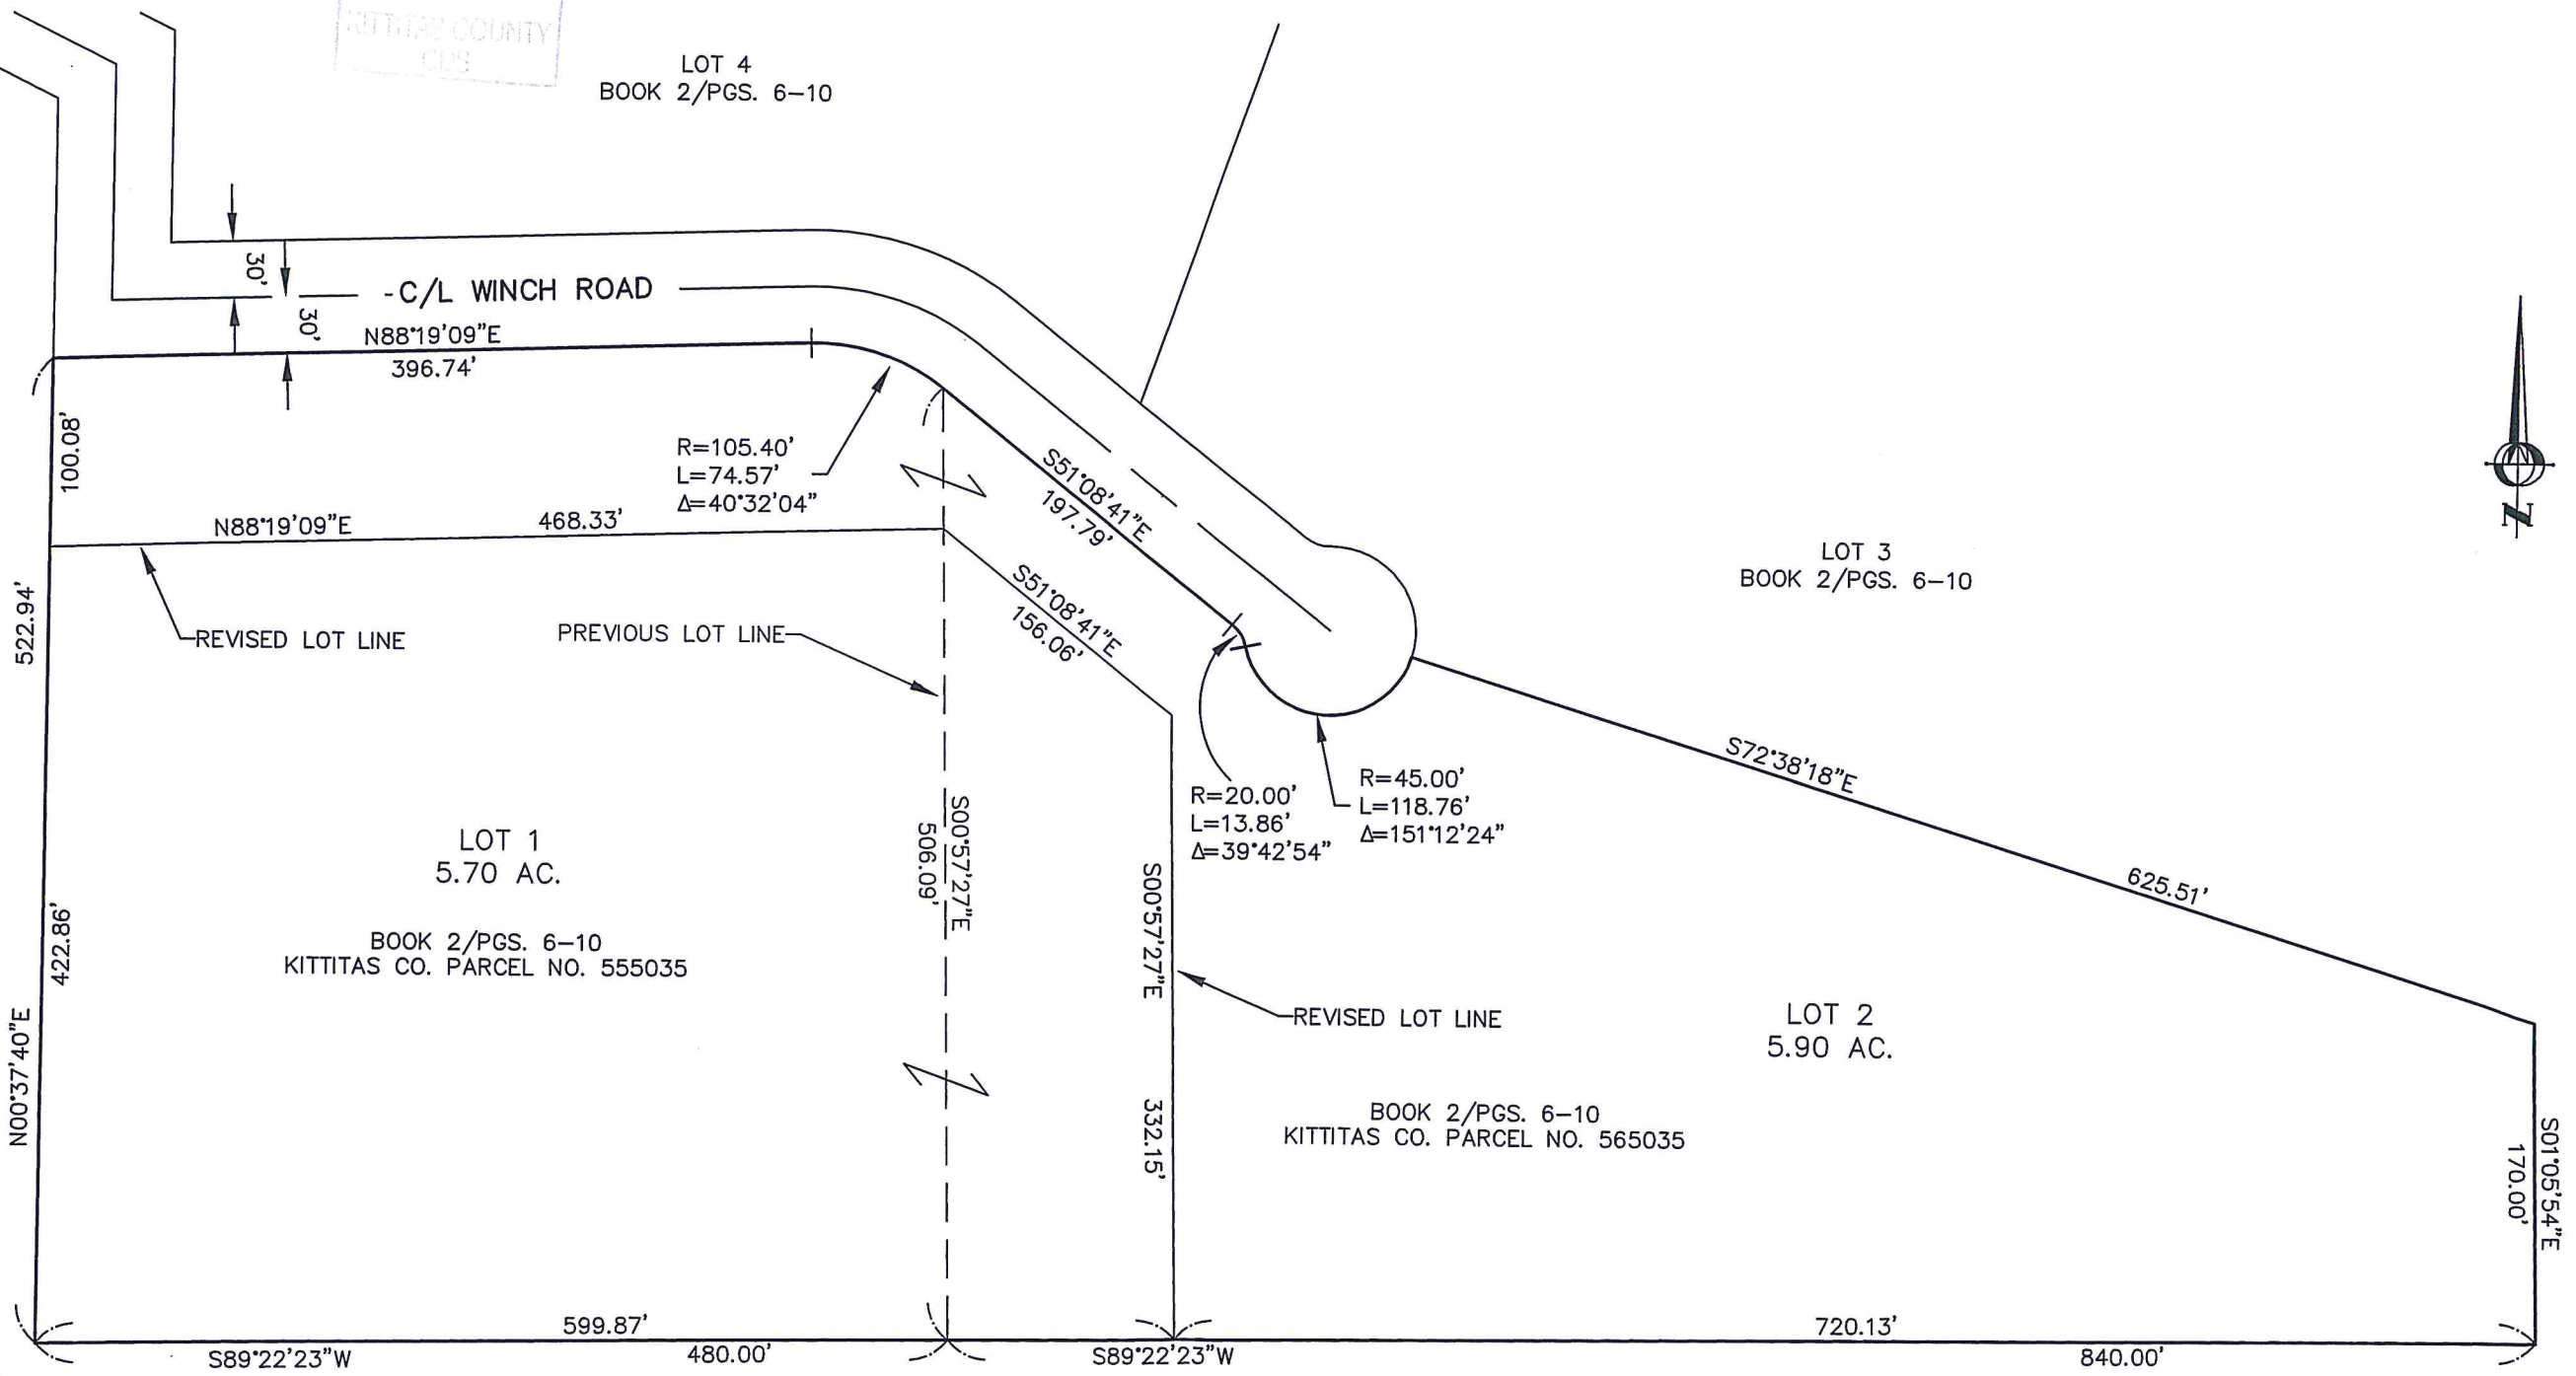 KITTITAS COUNTY
CDS
LOT 4
BOOK 2/PGS. 6-10
30'
30'
-C/L WINCH ROAD
N88°19'09"E
396.74'
100.08'
R=105.40'
L=74.57'
Δ=40°32'04"
S51°08'41"E
197.79'
N88°19'09"E
468.33'
N
LOT 3
BOOK 2/PGS. 6-10
522.94'
REVISED LOT LINE
PREVIOUS LOT LINE
S51°08'41"E
156.06'
S72°38'18"E
625.51'
R=20.00'
L=13.86'
Δ=39°42'54"
R=45.00'
L=118.76'
Δ=151°12'24"
LOT 1
5.70 AC.
BOOK 2/PGS. 6-10
KITTITAS CO. PARCEL NO. 555035
S00°57'27"E
506.09'
S00°57'27"E
332.15'
422.86'
N00°37'40"E
REVISED LOT LINE
LOT 2
5.90 AC.
BOOK 2/PGS. 6-10
KITTITAS CO. PARCEL NO. 565035
S01°05'54"E
170.00'
599.87'
720.13'
S89°22'23"W
480.00'
S89°22'23"W
840.00'